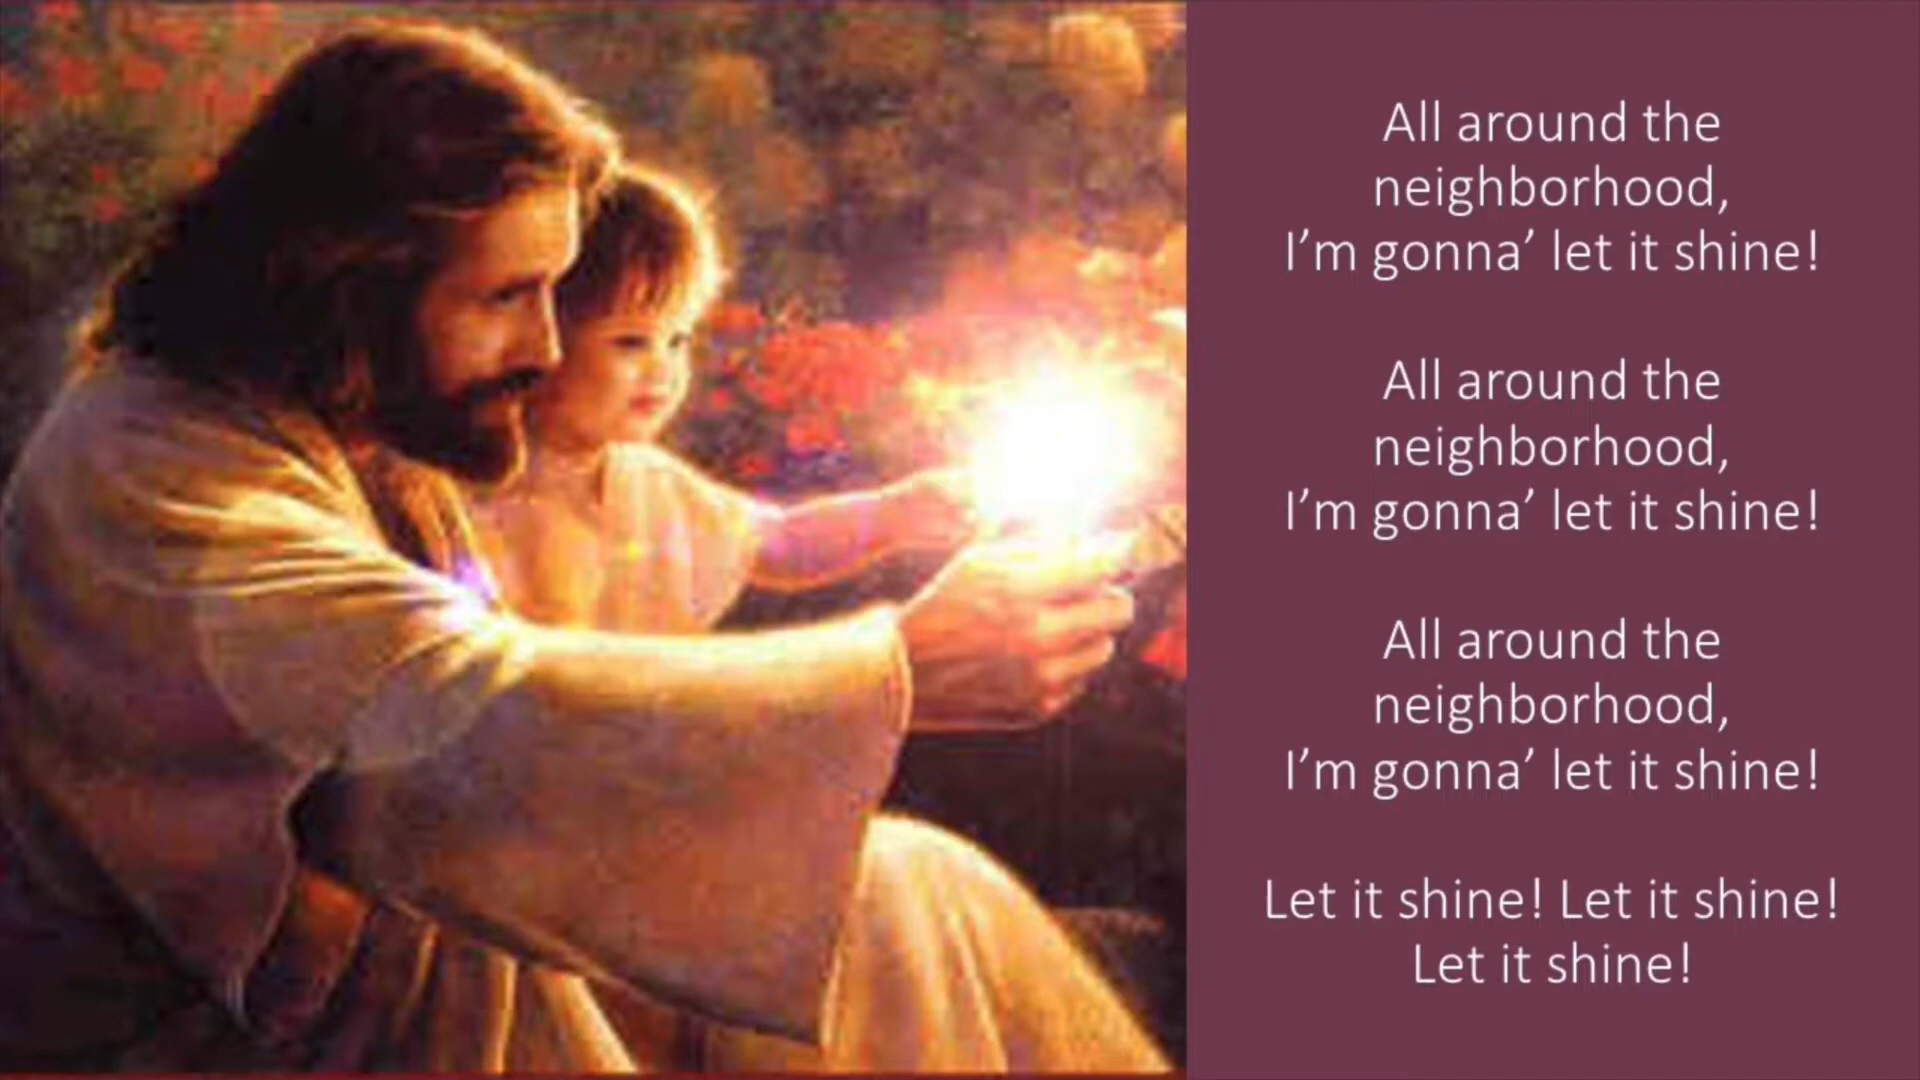 All around the
neighborhood,
I’m gonna’ let it shine!
All around the
neighborhood,
I’m gonna’ let it shine!
All around the
neighborhood,
I’m gonna’ let it shine!
Let it shine! Let it shine!
Let it shine!